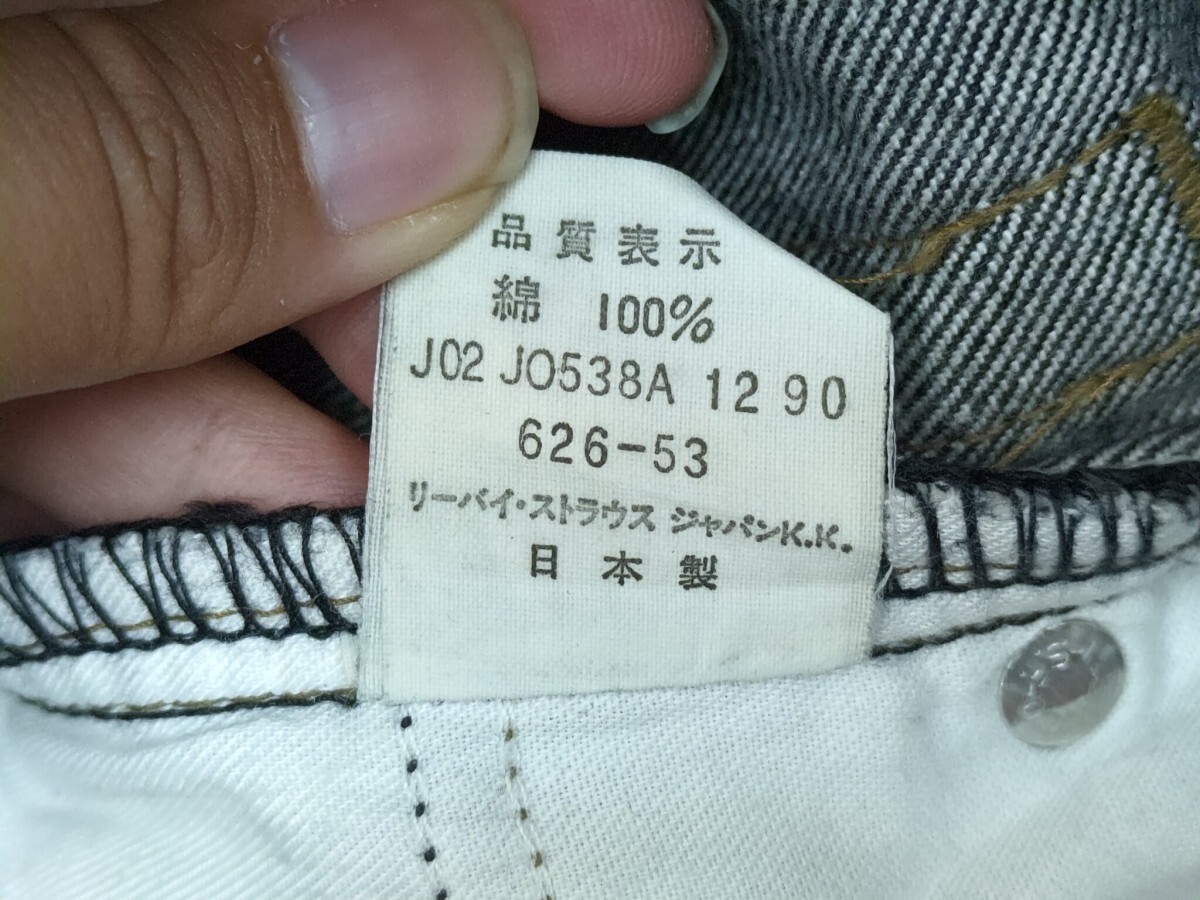 品質表示
綿 100%
J02 JO538A 12 90
626-53
リーバイ・ストラウス ジャパンK.K.
日本製